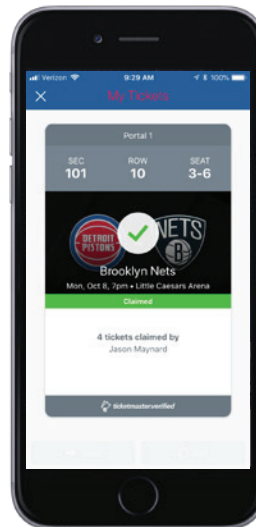 Verizon 9:29 AM 100%
My Tickets
Portal 1
SEC ROW SEAT
101 10 3-6
DETROIT PISTONS NETS
B
Brooklyn Nets
Mon, Oct 8, 7pm • Little Caesars Arena
Claimed
4 tickets claimed by
Jason Maynard
ticketmasterverified